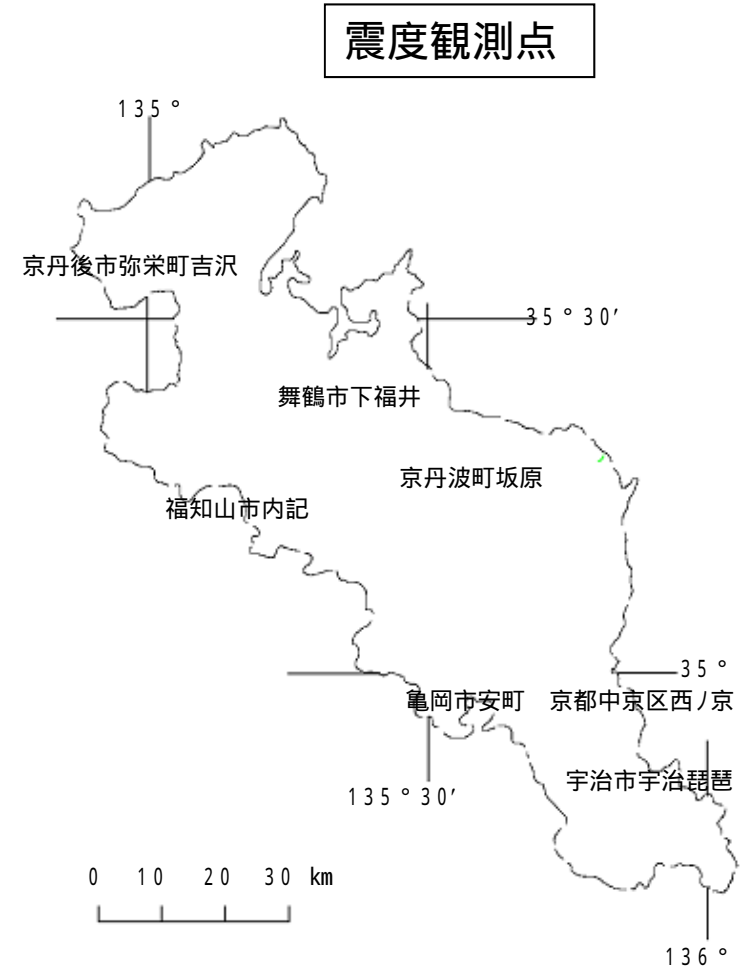 震度観測点
135°
京丹後市弥栄町吉沢
35°30′
舞鶴市下福井
京丹波町坂原
福知山市内記
35°
亀岡市安町
京都中京区西ノ京
宇治市宇治琵琶
135°30′
0 10 20 30 km
136°